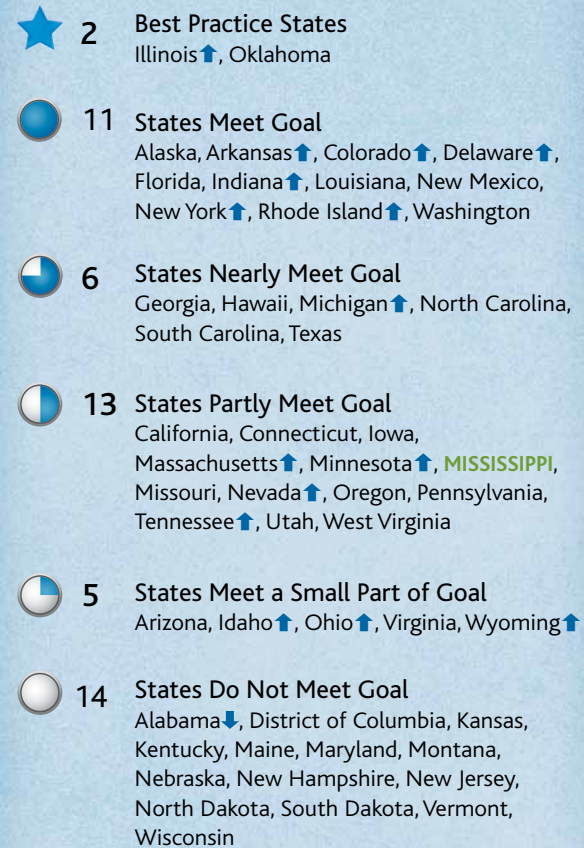 2 Best Practice States
Illinois⬆, Oklahoma
11 States Meet Goal
Alaska, Arkansas⬆, Colorado⬆, Delaware⬆,
Florida, Indiana⬆, Louisiana, New Mexico,
New York⬆, Rhode Island⬆, Washington
6 States Nearly Meet Goal
Georgia, Hawaii, Michigan⬆, North Carolina,
South Carolina, Texas
13 States Partly Meet Goal
California, Connecticut, Iowa,
Massachusetts⬆, Minnesota⬆, MISSISSIPPI,
Missouri, Nevada⬆, Oregon, Pennsylvania,
Tennessee⬆, Utah, West Virginia
5 States Meet a Small Part of Goal
Arizona, Idaho⬆, Ohio⬆, Virginia, Wyoming⬆
14 States Do Not Meet Goal
Alabama⬇, District of Columbia, Kansas,
Kentucky, Maine, Maryland, Montana,
Nebraska, New Hampshire, New Jersey,
North Dakota, South Dakota, Vermont,
Wisconsin